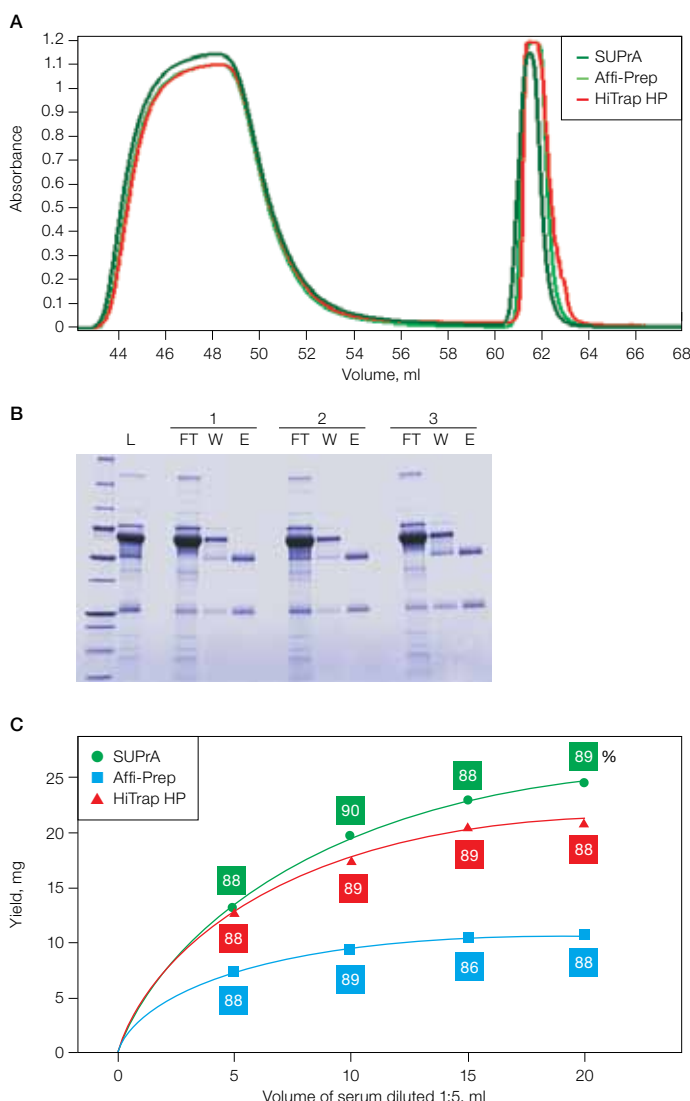 A
1.2
1.1
1.0
0.9
0.8
0.7
0.6
0.5
0.4
0.3
0.2
0.1
0
Absorbance
SUPrA
Affi-Prep
HiTrap HP
44 46 48 50 52 54 56 58 60 62 64 66 68
Volume, ml
B
1 2 3
L FT W E FT W E FT W E
C
SUPrA
Affi-Prep
HiTrap HP
25
20
15
10
5
0
Yield, mg
89 %
88
90
88
88
89
89
88
88
89
86
88
0 5 10 15 20
Volume of serum diluted 1:5, ml